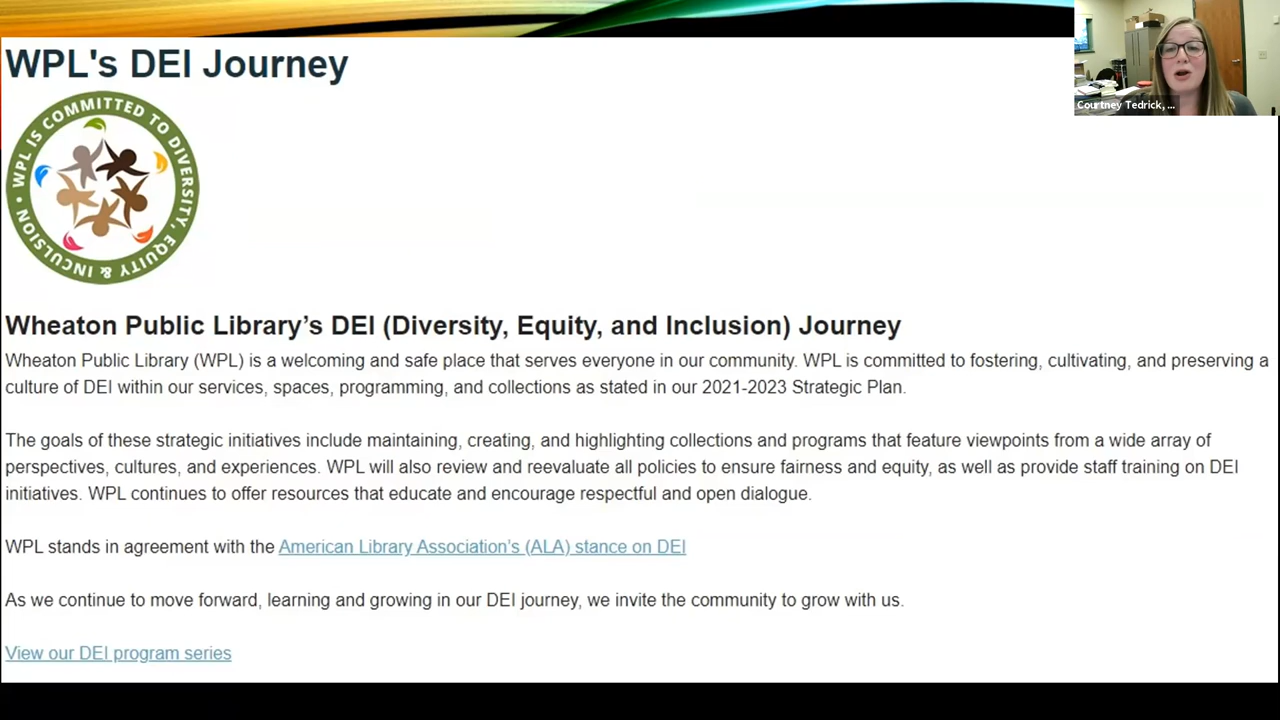 WPL's DEI Journey
WPL IS COMMITTED TO DIVERSITY, EQUITY & INCULSION •
Courtney Tedrick, ...
Wheaton Public Library’s DEI (Diversity, Equity, and Inclusion) Journey
Wheaton Public Library (WPL) is a welcoming and safe place that serves everyone in our community. WPL is committed to fostering, cultivating, and preserving a
culture of DEI within our services, spaces, programming, and collections as stated in our 2021-2023 Strategic Plan.
The goals of these strategic initiatives include maintaining, creating, and highlighting collections and programs that feature viewpoints from a wide array of
perspectives, cultures, and experiences. WPL will also review and reevaluate all policies to ensure fairness and equity, as well as provide staff training on DEI
initiatives. WPL continues to offer resources that educate and encourage respectful and open dialogue.
WPL stands in agreement with the American Library Association’s (ALA) stance on DEI
As we continue to move forward, learning and growing in our DEI journey, we invite the community to grow with us.
View our DEI program series